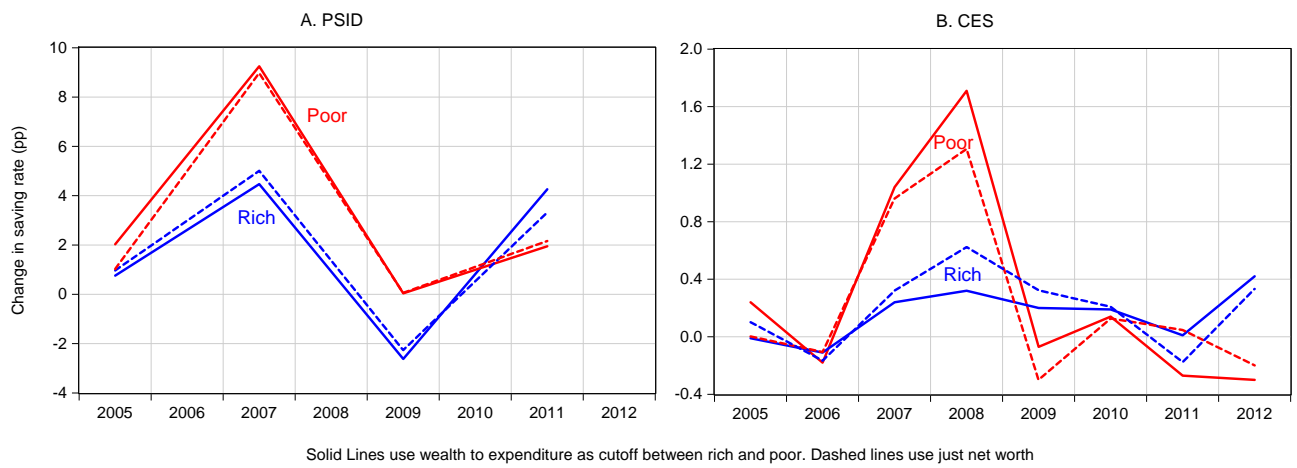 A. PSID
B. CES
Change in saving rate (pp)
10
8
6
4
2
0
-2
-4
Poor
Rich
2005 2006 2007 2008 2009 2010 2011 2012
2.0
1.6
1.2
0.8
0.4
0.0
-0.4
Poor
Rich
2005 2006 2007 2008 2009 2010 2011 2012
Solid Lines use wealth to expenditure as cutoff between rich and poor. Dashed lines use just net worth